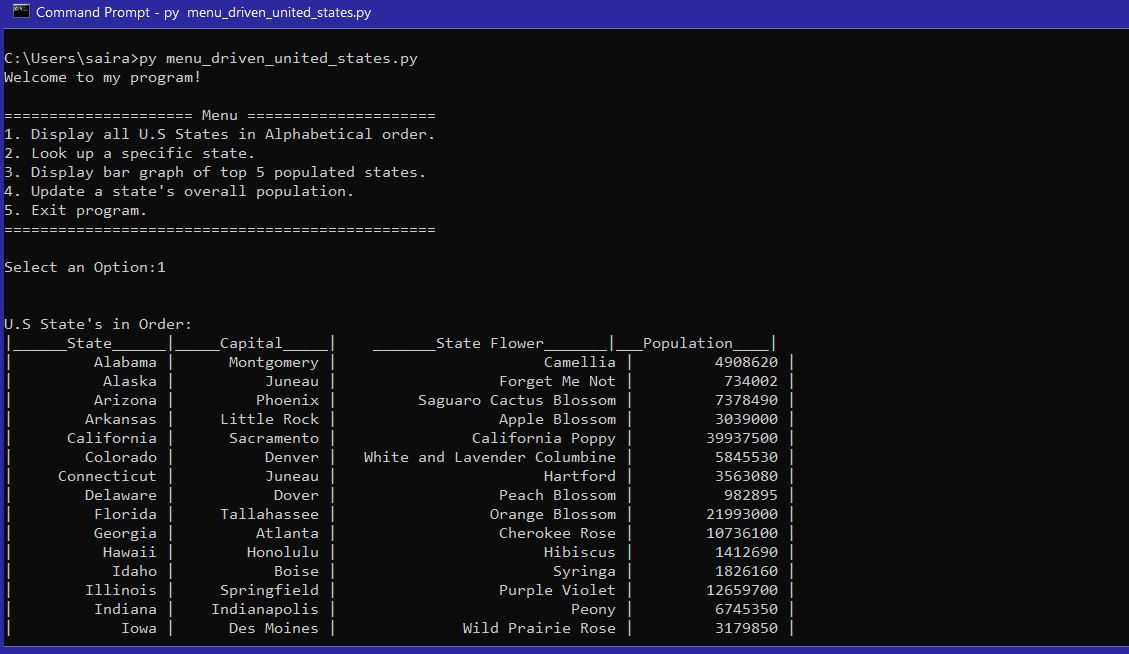 Command Prompt - py  menu_driven_united_states.py
C:\Users\saira>py menu_driven_united_states.py
Welcome to my program!
===================== Menu =====================
1. Display all U.S States in Alphabetical order.
2. Look up a specific state.
3. Display bar graph of top 5 populated states.
4. Update a state's overall population.
5. Exit program.
================================================
Select an Option:1
U.S State's in Order:
|______State______|_____Capital_____|    _______State Flower_______|___Population____|
|         Alabama |      Montgomery |                       Camellia |         4908620 |
|          Alaska |          Juneau |                  Forget Me Not |          734002 |
|         Arizona |         Phoenix |         Saguaro Cactus Blossom |         7378490 |
|        Arkansas |     Little Rock |                  Apple Blossom |         3039000 |
|      California |      Sacramento |               California Poppy |        39937500 |
|        Colorado |          Denver |   White and Lavender Columbine |         5845530 |
|     Connecticut |          Juneau |                       Hartford |         3563080 |
|        Delaware |           Dover |                  Peach Blossom |          982895 |
|         Florida |     Tallahassee |                 Orange Blossom |        21993000 |
|         Georgia |         Atlanta |                  Cherokee Rose |        10736100 |
|          Hawaii |        Honolulu |                       Hibiscus |         1412690 |
|           Idaho |           Boise |                        Syringa |         1826160 |
|        Illinois |     Springfield |                  Purple Violet |        12659700 |
|         Indiana |    Indianapolis |                          Peony |         6745350 |
|            Iowa |      Des Moines |              Wild Prairie Rose |         3179850 |